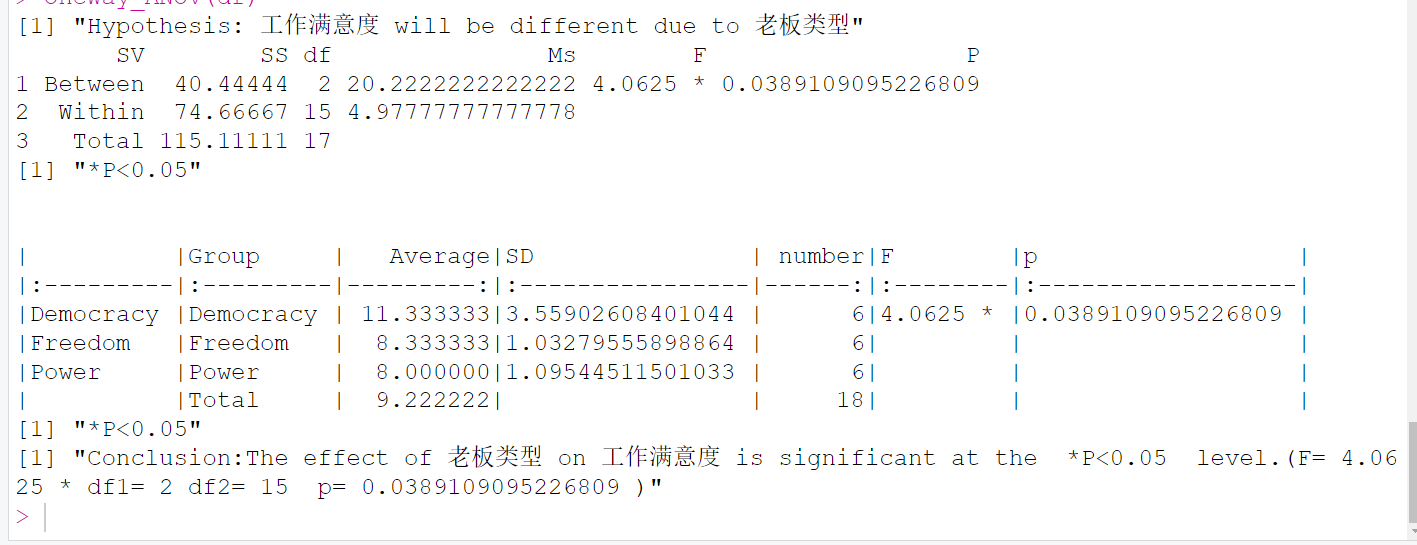 > oneway_ANOV(df)
[1] "Hypothesis: 工作满意度 will be different due to 老板类型"
       SV        SS df               Ms        F                  P
1 Between  40.44444  2 20.2222222222222 4.0625 * 0.0389109095226809
2  Within  74.66667 15 4.97777777777778
3   Total 115.11111 17
[1] "*P<0.05"
|          |Group     |   Average|SD               | number|F        |p                  |
|:---------|:---------|---------:|:----------------|------:|:--------|:------------------|
|Democracy |Democracy | 11.333333|3.55902608401044 |      6|4.0625 * |0.0389109095226809 |
|Freedom   |Freedom   |  8.333333|1.03279555898864 |      6|         |                   |
|Power     |Power     |  8.000000|1.09544511501033 |      6|         |                   |
|          |Total     |  9.222222|                 |     18|         |                   |
[1] "*P<0.05"
[1] "Conclusion:The effect of 老板类型 on 工作满意度 is significant at the  *P<0.05  level.(F= 4.06
25 * df1= 2 df2= 15  p= 0.0389109095226809 )"
>